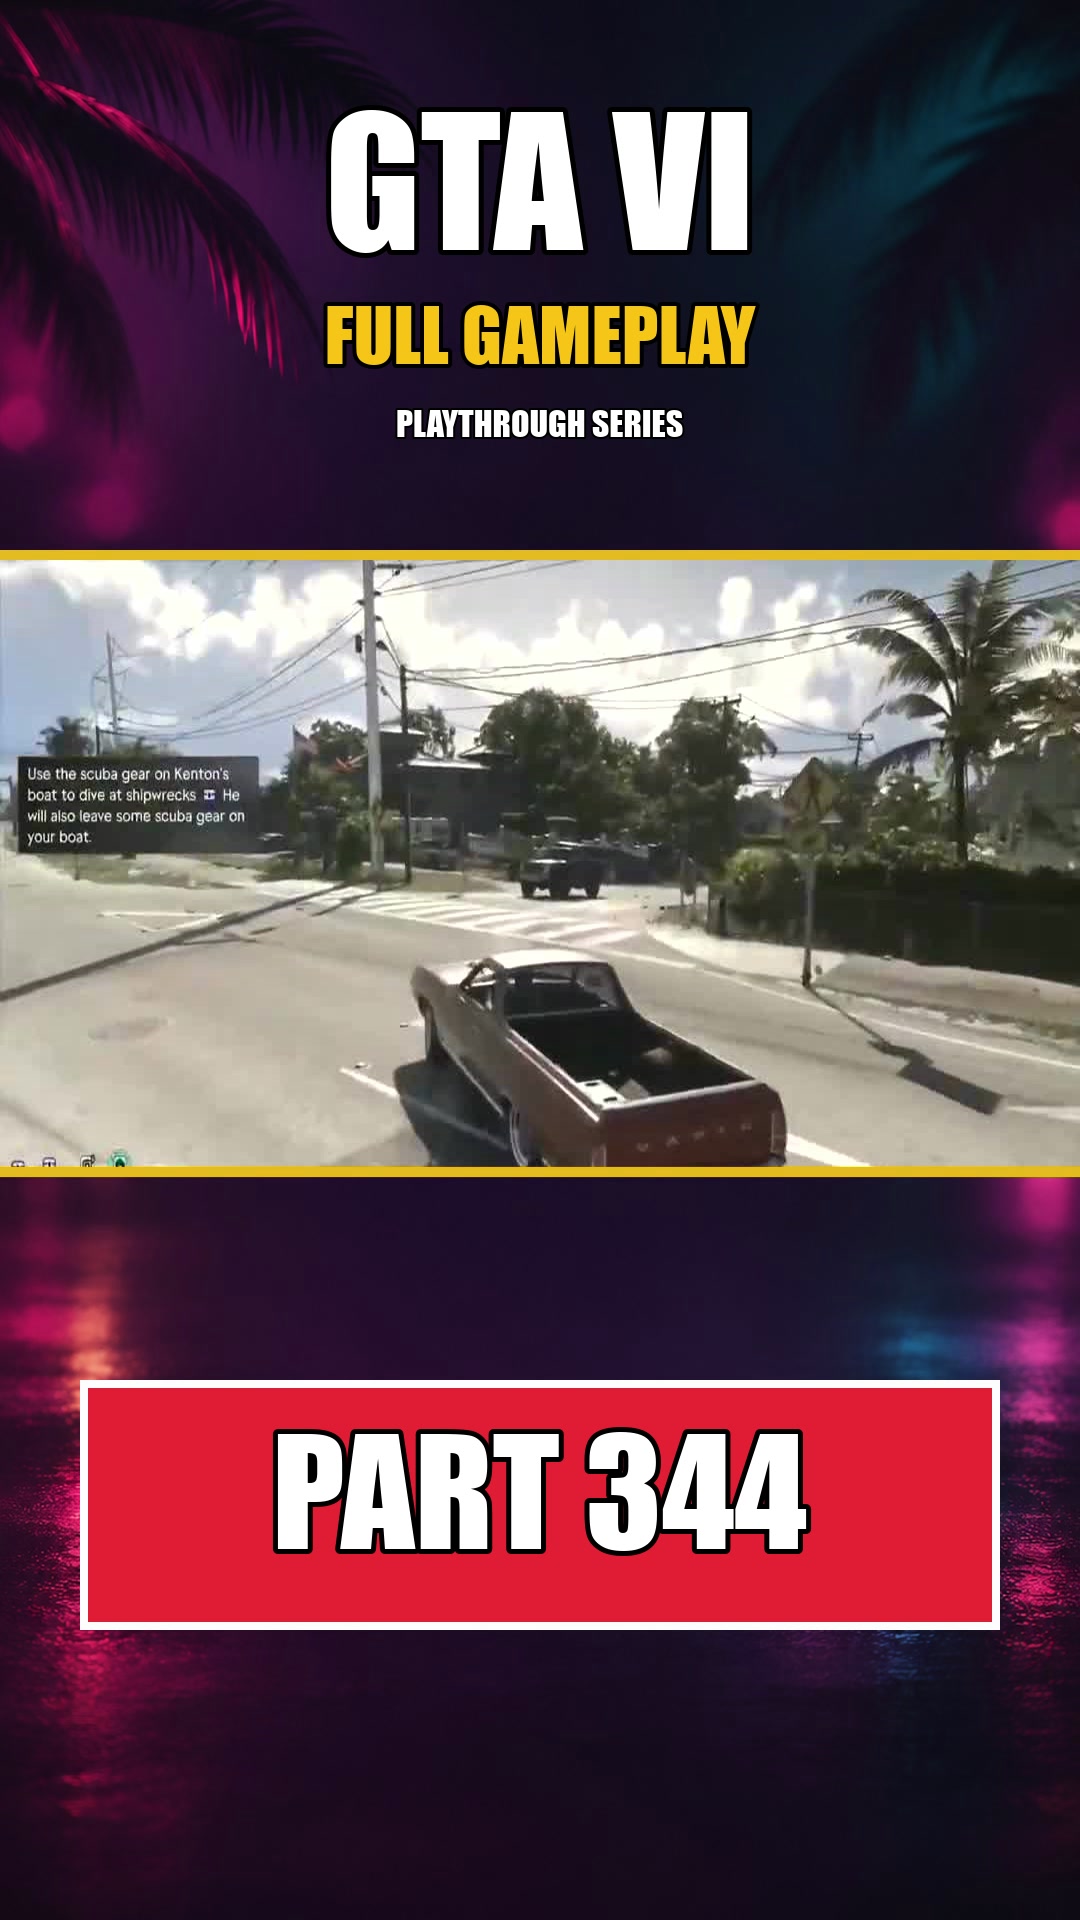 GTA VI
FULL GAMEPLAY
PLAYTHROUGH SERIES
Use the scuba gear on Kenton's
boat to dive at shipwrecks He
will also leave some scuba gear on
your boat.
VAPID
PART 344